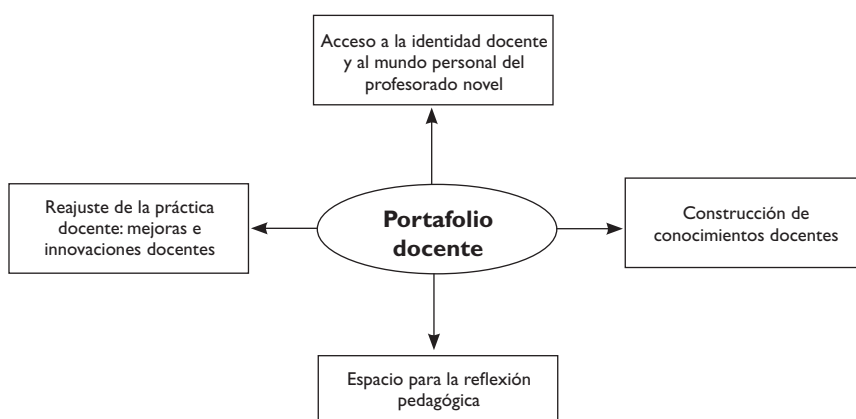 Acceso a la identidad docente
y al mundo personal del
profesorado novel
Reajuste de la práctica
docente: mejoras e
innovaciones docentes
Portafolio
docente
Construcción de
conocimientos docentes
Espacio para la reflexión
pedagógica